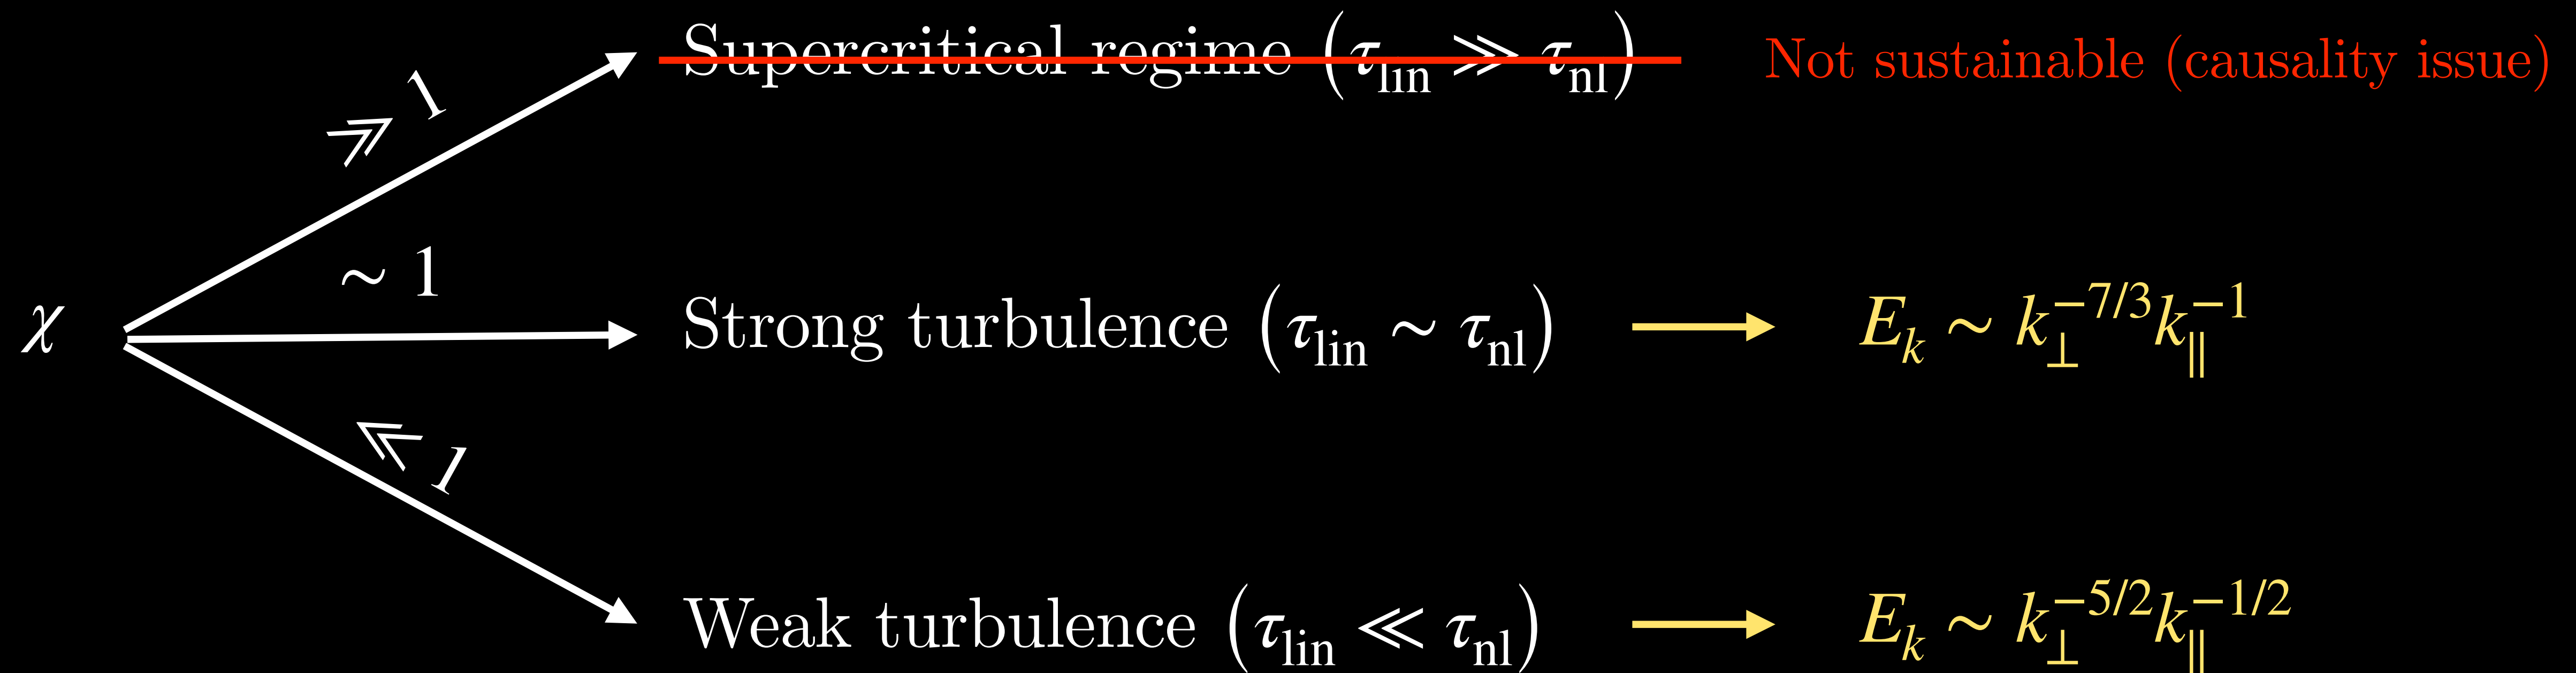 ≫ 1
Supercritical regime (τ_lin ≫ τ_nl) Not sustainable (causality issue)
χ
∼ 1
Strong turbulence (τ_lin ∼ τ_nl) E_k ∼ k_⊥^{−7/3} k_∥^{−1}
≪ 1
Weak turbulence (τ_lin ≪ τ_nl) E_k ∼ k_⊥^{−5/2} k_∥^{−1/2}